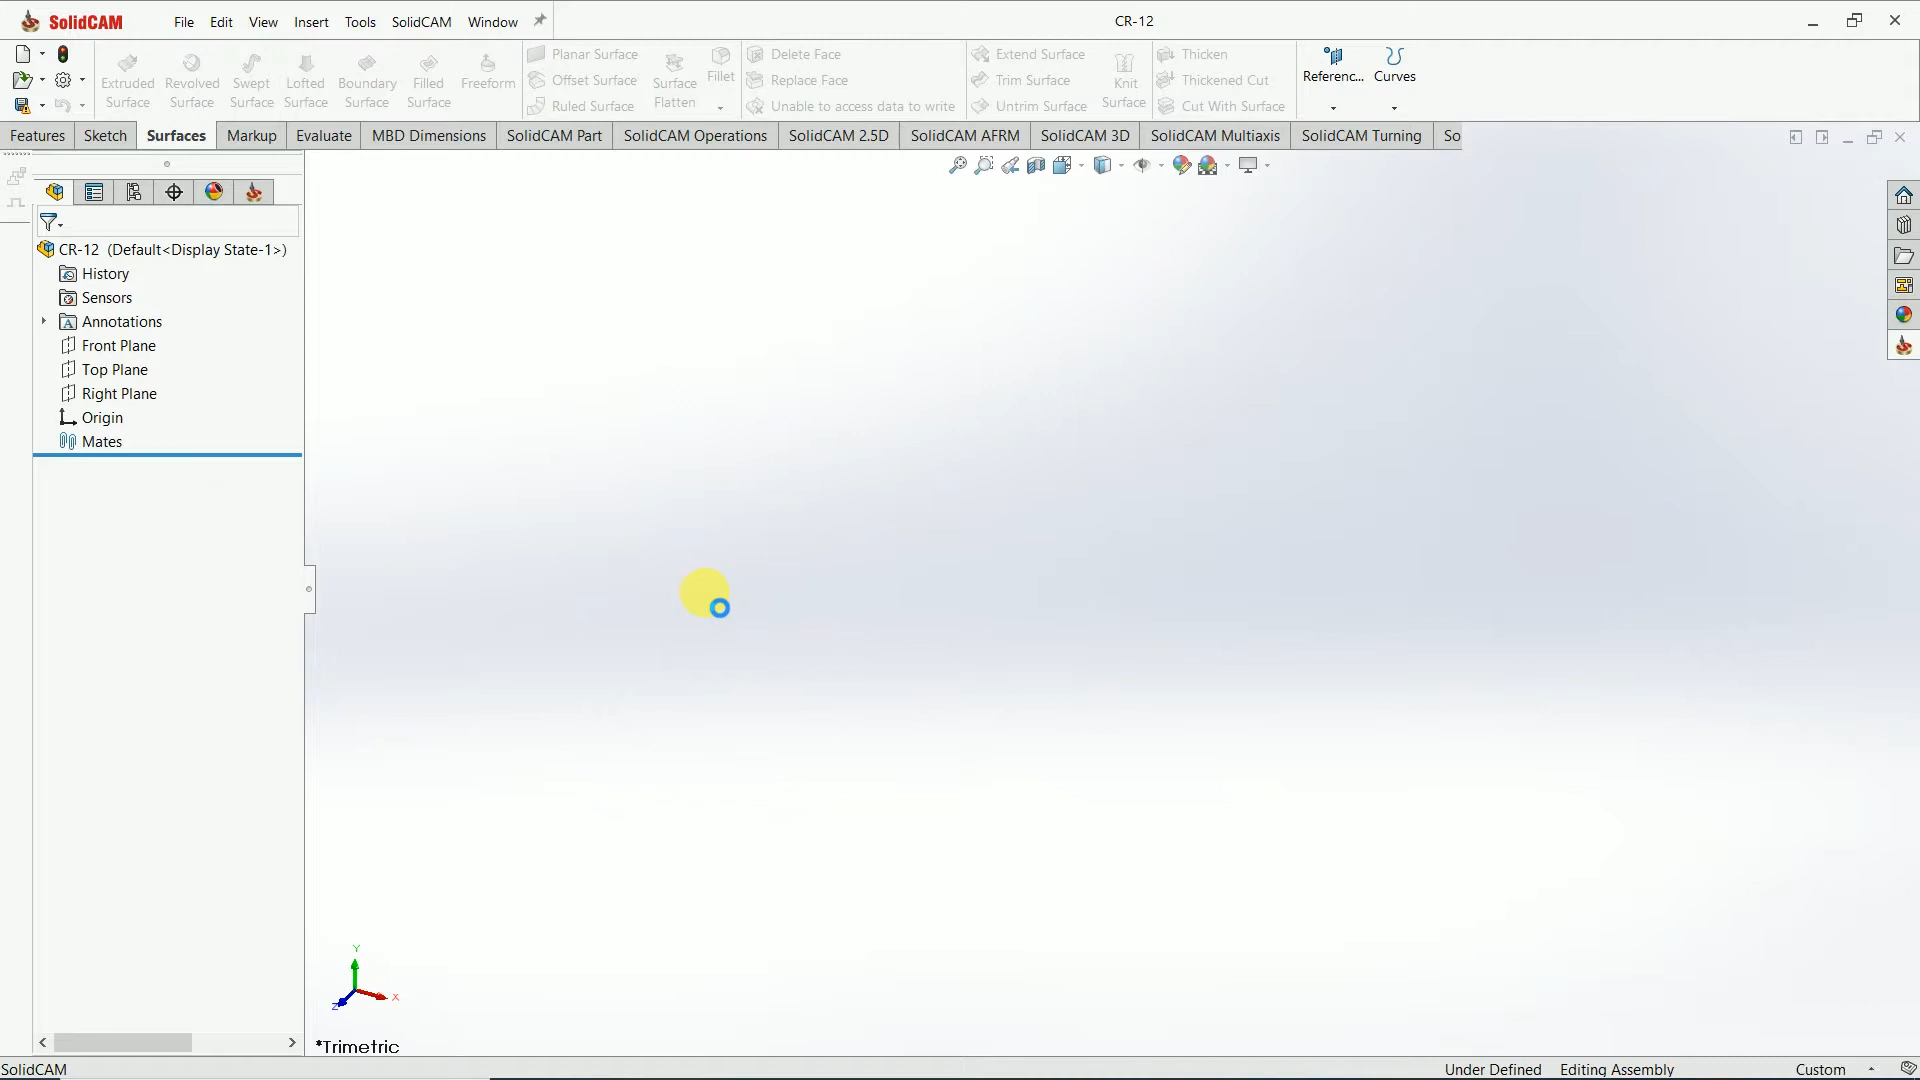 SolidCAM File Edit View Insert Tools SolidCAM Window CR-12
Extruded Surface
Revolved Surface
Swept Surface
Lofted Surface
Boundary Surface
Filled Surface
Freeform
Planar Surface
Offset Surface
Ruled Surface
Surface Flatten
Fillet
Delete Face
Replace Face
Unable to access data to write
Extend Surface
Trim Surface
Untrim Surface
Knit Surface
Thicken
Thickened Cut
Cut With Surface
Referenc...
Curves
Features Sketch Surfaces Markup Evaluate MBD Dimensions SolidCAM Part SolidCAM Operations SolidCAM 2.5D SolidCAM AFRM SolidCAM 3D SolidCAM Multiaxis SolidCAM Turning So
CR-12 (Default<Display State-1>)
History
Sensors
A Annotations
Front Plane
Top Plane
Right Plane
Origin
Mates
Y
X
Z
*Trimetric
SolidCAM Under Defined Editing Assembly Custom